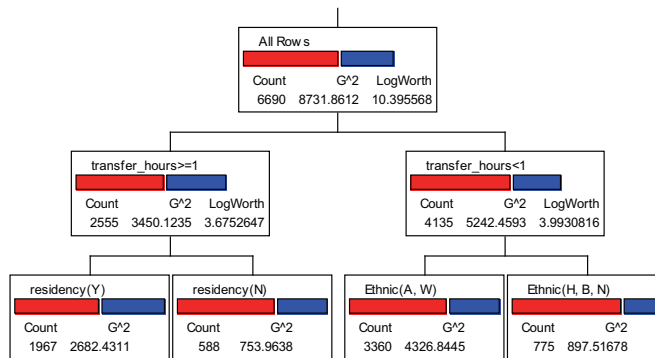 All Rows
Count G^2 LogWorth
6690 8731.8612 10.395568
transfer_hours>=1
Count G^2 LogWorth
2555 3450.1235 3.6752647
transfer_hours<1
Count G^2 LogWorth
4135 5242.4593 3.9930816
residency(Y)
Count G^2
1967 2682.4311
residency(N)
Count G^2
588 753.9638
Ethnic(A, W)
Count G^2
3360 4326.8445
Ethnic(H, B, N)
Count G^2
775 897.51678